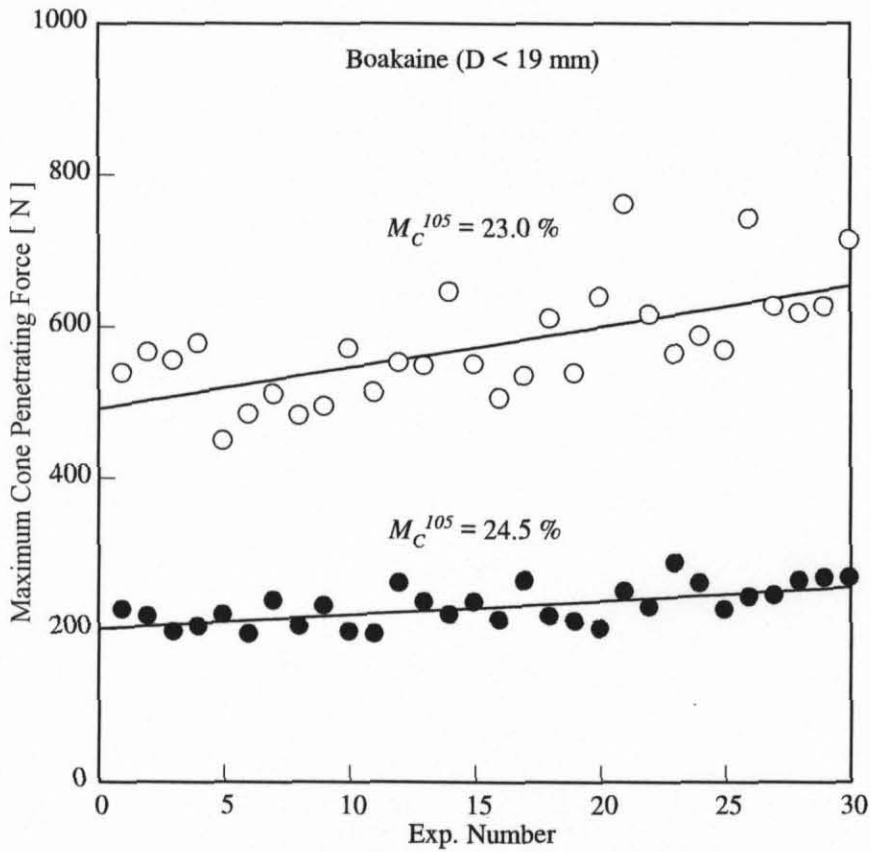 1000
Boakaine (D < 19 mm)
800
M_C^105 = 23.0 %
600
Maximum Cone Penetrating Force [ N ]
400
M_C^105 = 24.5 %
200
0
0 5 10 15 20 25 30
Exp. Number